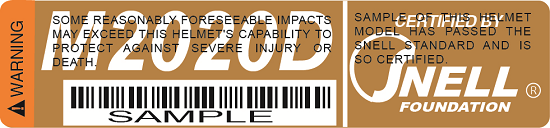 WARNING
SOME REASONABLY FORESEEABLE IMPACTS
MAY EXCEED THIS HELMET'S CAPABILITY TO
PROTECT AGAINST SEVERE INJURY OR
DEATH.
M2020D
SAMPLE
SAMPLE OF THIS HELMET
MODEL HAS PASSED THE
SNELL STANDARD AND IS
SO CERTIFIED.
CERTIFIED BY
SNELL ®
FOUNDATION